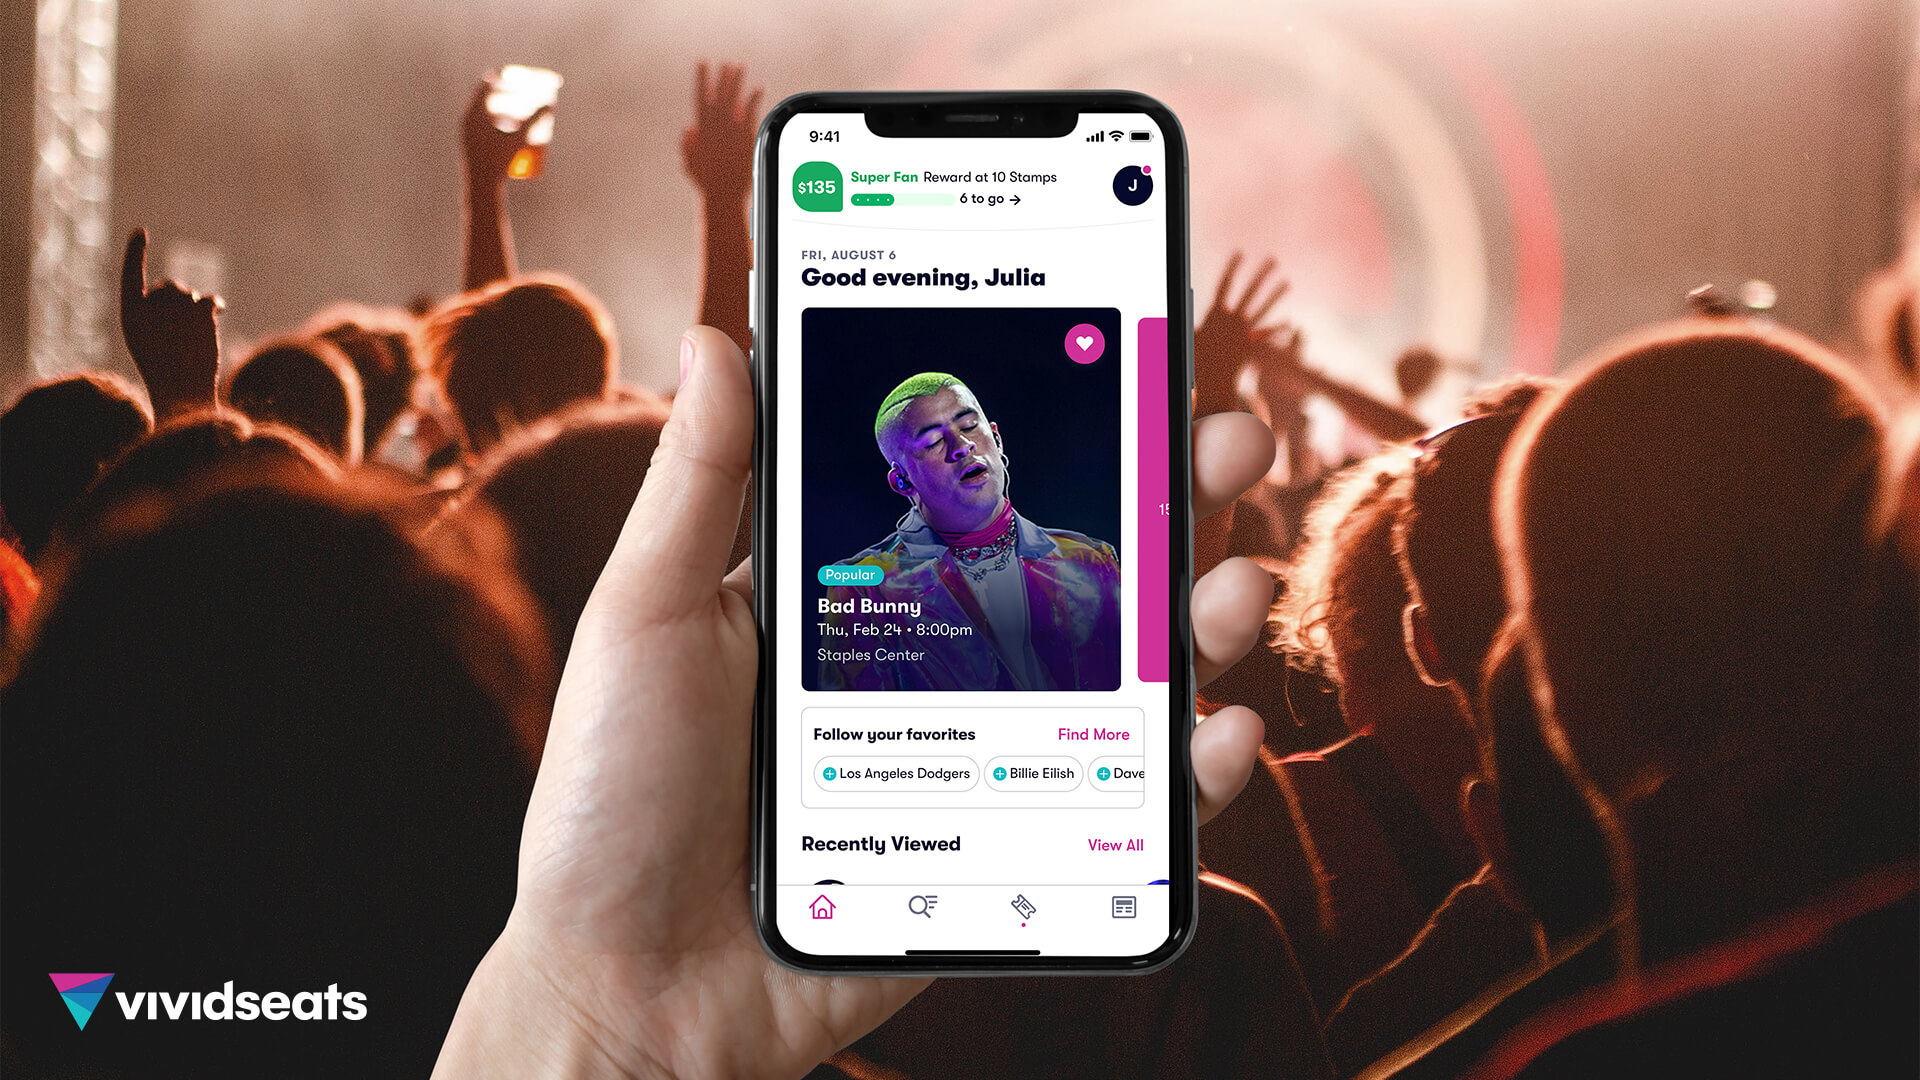 9:41
$135
Super Fan Reward at 10 Stamps
6 to go →
J
FRI, AUGUST 6
Good evening, Julia
Popular
Bad Bunny
Thu, Feb 24 • 8:00pm
Staples Center
15
Follow your favorites
Find More
Los Angeles Dodgers
Billie Eilish
Dave
Recently Viewed
View All
vividseats